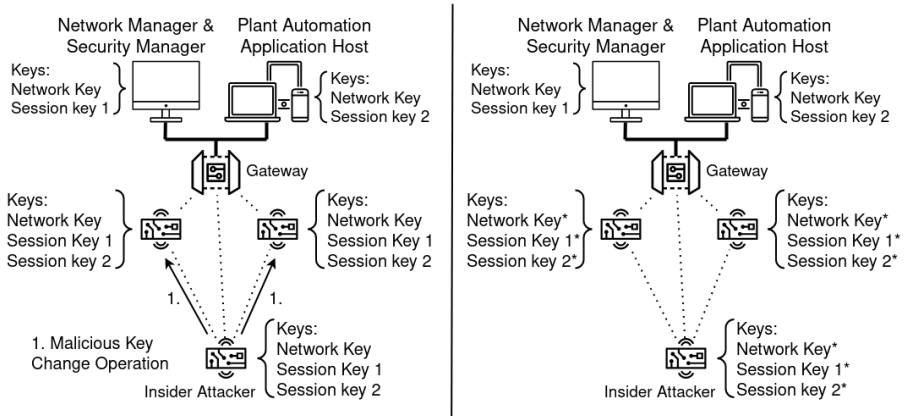 Network Manager &
Security Manager
Plant Automation
Application Host
Keys:
Network Key
Session key 1
Keys:
Network Key
Session key 2
Gateway
Keys:
Network Key
Session Key 1
Session key 2
Keys:
Network Key
Session Key 1
Session key 2
1.
1.
1. Malicious Key
Change Operation
Insider Attacker
Keys:
Network Key
Session Key 1
Session key 2
Network Manager &
Security Manager
Plant Automation
Application Host
Keys:
Network Key
Session key 1
Keys:
Network Key
Session key 2
Gateway
Keys:
Network Key*
Session Key 1*
Session key 2*
Keys:
Network Key*
Session Key 1*
Session key 2*
Insider Attacker
Keys:
Network Key*
Session Key 1*
Session key 2*